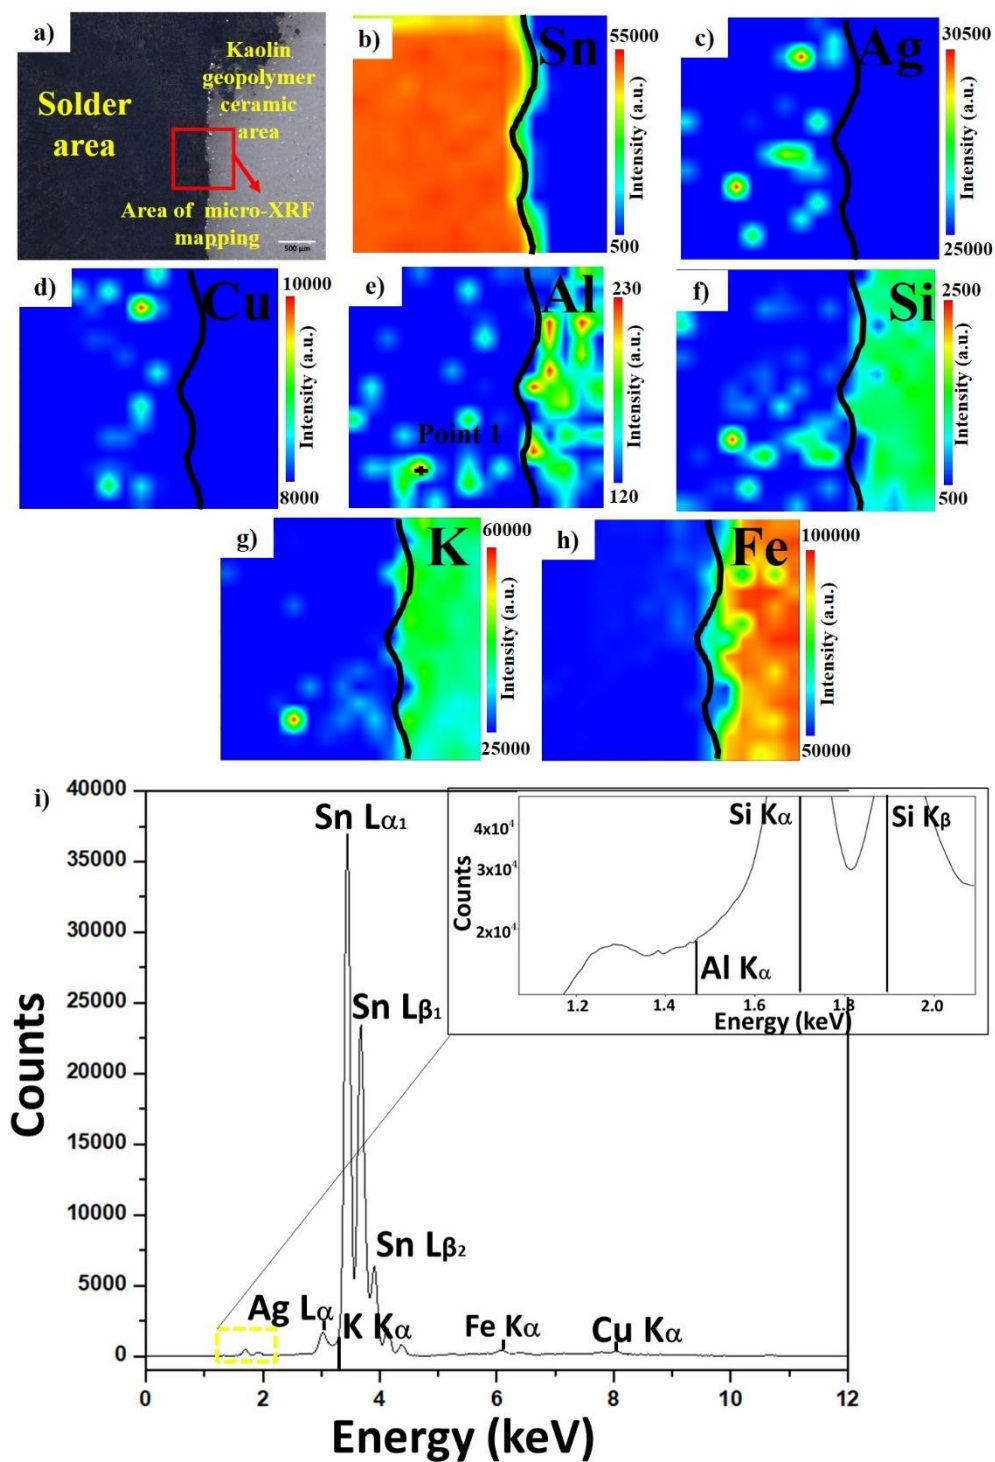 a)
Kaolin
geopolymer
ceramic
area
Solder
area
Area of micro-XRF
mapping
500 µm
b)
Sn
55000
Intensity (a.u.)
500
c)
Ag
30500
Intensity (a.u.)
25000
d)
Cu
10000
Intensity (a.u.)
8000
e)
Al
Point 1
230
Intensity (a.u.)
120
f)
Si
2500
Intensity (a.u.)
500
g)
K
60000
Intensity (a.u.)
25000
h)
Fe
100000
Intensity (a.u.)
50000
i)
40000
35000
30000
25000
20000
15000
10000
5000
0
Counts
Sn Lα1
Sn Lβ1
Sn Lβ2
Ag Lα
K Kα
Fe Kα
Cu Kα
0 2 4 6 8 10 12
Energy (keV)
Si Kα
Si Kβ
4x10⁴
3x10⁴
2x10⁴
Counts
Al Kα
1.2 1.4 1.6 1.8 2.0
Energy (keV)